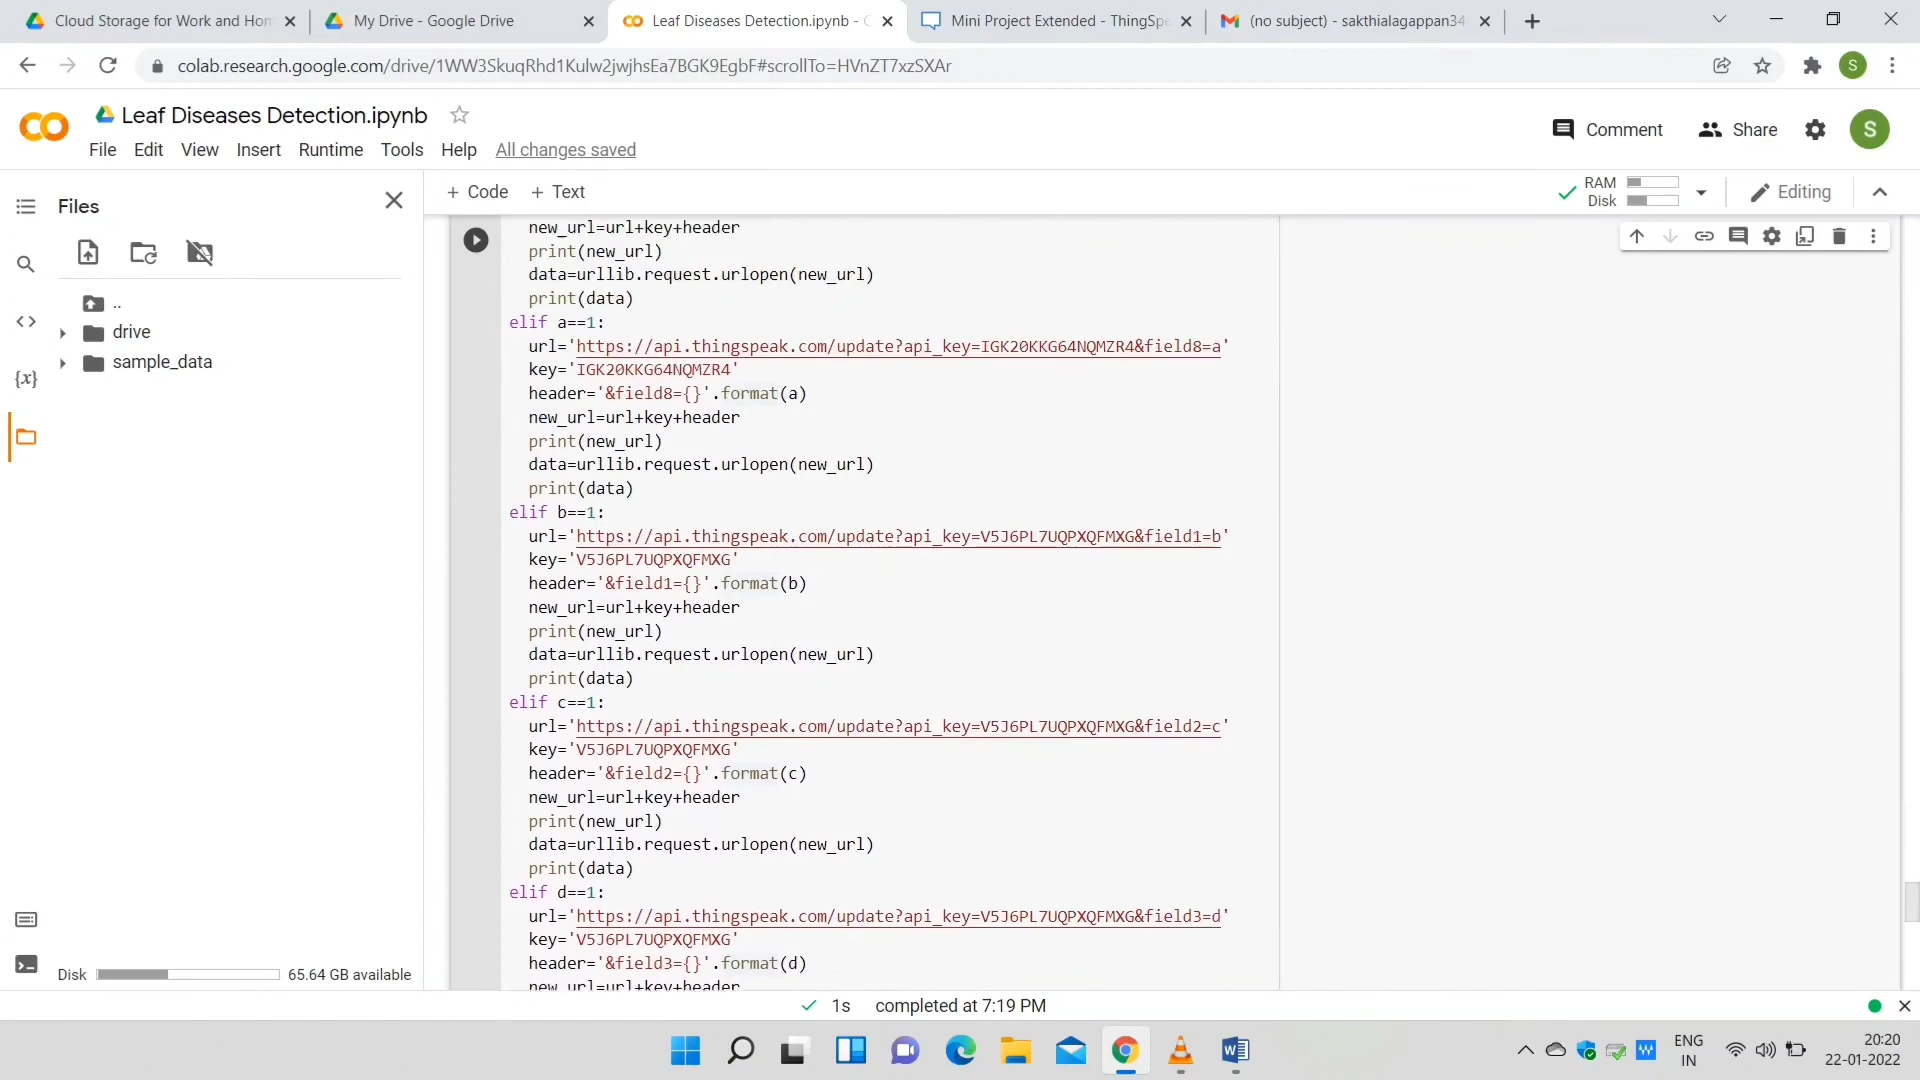 Cloud Storage for Work and Hom
My Drive - Google Drive
Leaf Diseases Detection.ipynb - C
Mini Project Extended - ThingSpe
(no subject) - sakthialagappan34
colab.research.google.com/drive/1WW3SkuqRhd1Kulw2jwjhsEa7BGK9EgbF#scrollTo=HVnZT7xzSXAr
S
Leaf Diseases Detection.ipynb
Comment
Share
S
File Edit View Insert Runtime Tools Help All changes saved
Files
+ Code + Text
RAM
Disk
Editing
..
drive
sample_data
{x}
new_url=url+key+header
print(new_url)
data=urllib.request.urlopen(new_url)
print(data)
elif a==1:
url='https://api.thingspeak.com/update?api_key=IGK20KKG64NQMZR4&field8=a'
key='IGK20KKG64NQMZR4'
header='&field8={}'.format(a)
new_url=url+key+header
print(new_url)
data=urllib.request.urlopen(new_url)
print(data)
elif b==1:
url='https://api.thingspeak.com/update?api_key=V5J6PL7UQPXQFMXG&field1=b'
key='V5J6PL7UQPXQFMXG'
header='&field1={}'.format(b)
new_url=url+key+header
print(new_url)
data=urllib.request.urlopen(new_url)
print(data)
elif c==1:
url='https://api.thingspeak.com/update?api_key=V5J6PL7UQPXQFMXG&field2=c'
key='V5J6PL7UQPXQFMXG'
header='&field2={}'.format(c)
new_url=url+key+header
print(new_url)
data=urllib.request.urlopen(new_url)
print(data)
elif d==1:
url='https://api.thingspeak.com/update?api_key=V5J6PL7UQPXQFMXG&field3=d'
key='V5J6PL7UQPXQFMXG'
header='&field3={}'.format(d)
new_url=url+key+header
Disk 65.64 GB available
1s completed at 7:19 PM
ENG
IN
20:20
22-01-2022